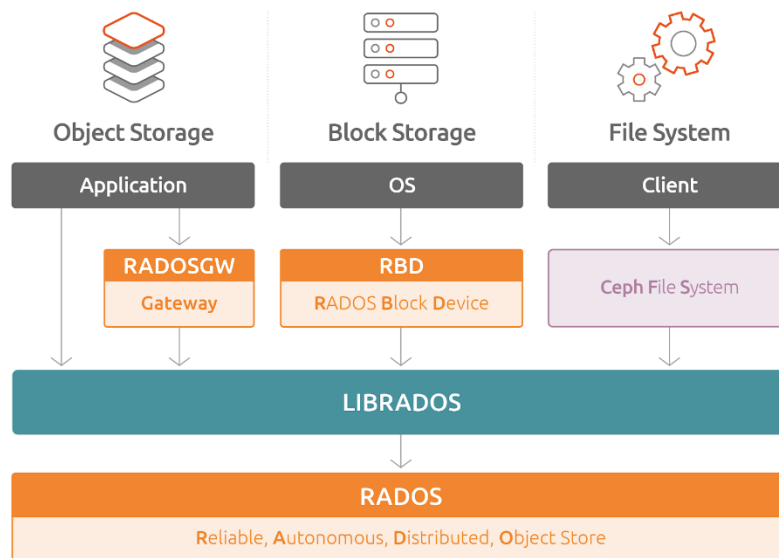 Object Storage
Block Storage
File System
Application
OS
Client
RADOSGW
Gateway
RBD
RADOS Block Device
Ceph File System
LIBRADOS
RADOS
Reliable, Autonomous, Distributed, Object Store